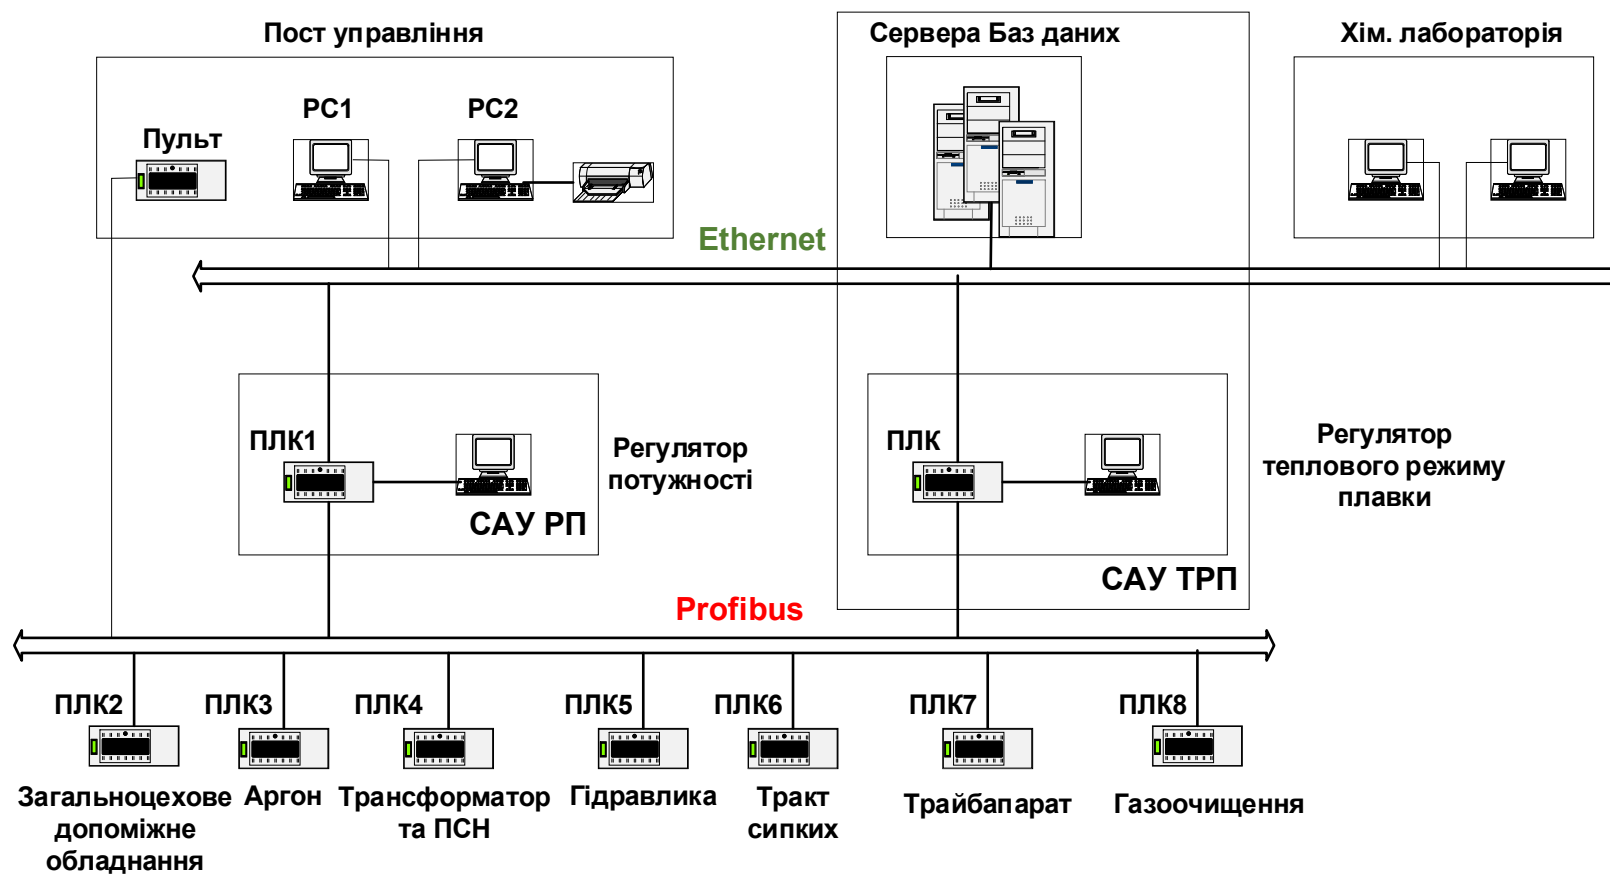 Пост управління
Сервера Баз даних
Хім. лабораторія
PC1
PC2
Пульт
Ethernet
ПЛК1
Регулятор
потужності
САУ РП
ПЛК
Регулятор
теплового режиму
плавки
САУ ТРП
Profibus
ПЛК2
ПЛК3
ПЛК4
ПЛК5
ПЛК6
ПЛК7
ПЛК8
Загальноцехове
допоміжне
обладнання
Аргон
Трансформатор
та ПСН
Гідравлика
Тракт
сипких
Трайбапарат
Газоочищення